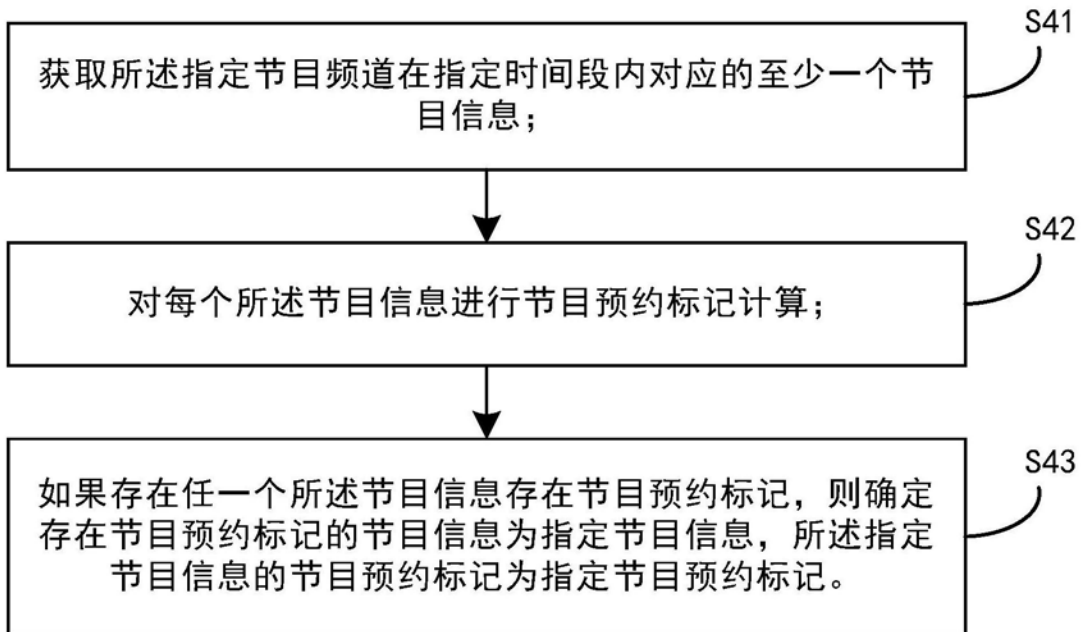 S41
获取所述指定节目频道在指定时间段内对应的至少一个节
目信息；
S42
对每个所述节目信息进行节目预约标记计算；
S43
如果存在任一个所述节目信息存在节目预约标记，则确定
存在节目预约标记的节目信息为指定节目信息，所述指定
节目信息的节目预约标记为指定节目预约标记。